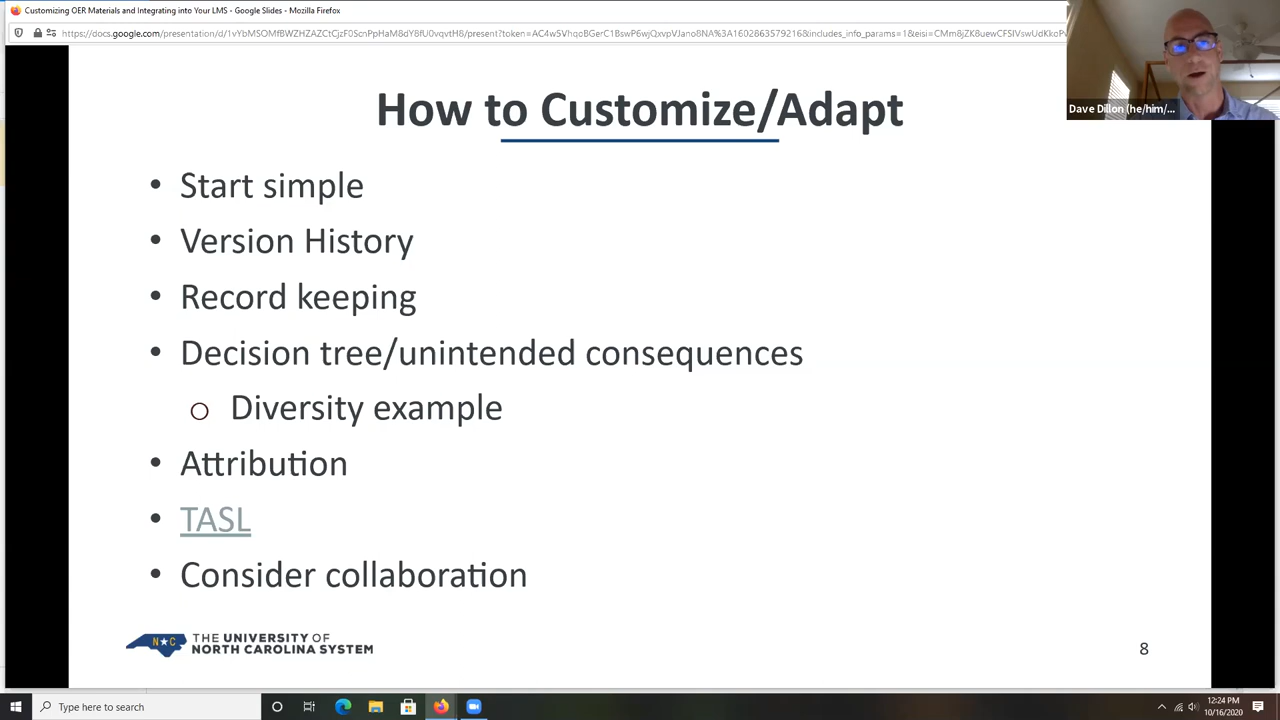 Customizing OER Materials and Integrating into Your LMS - Google Slides - Mozilla Firefox
How to Customize/Adapt
• Start simple
• Version History
• Record keeping
• Decision tree/unintended consequences
○ Diversity example
• Attribution
• TASL
• Consider collaboration
N★C THE UNIVERSITY OF
NORTH CAROLINA SYSTEM
8
Dave Dillon (he/him/...
Type here to search
12:24 PM
10/16/2020